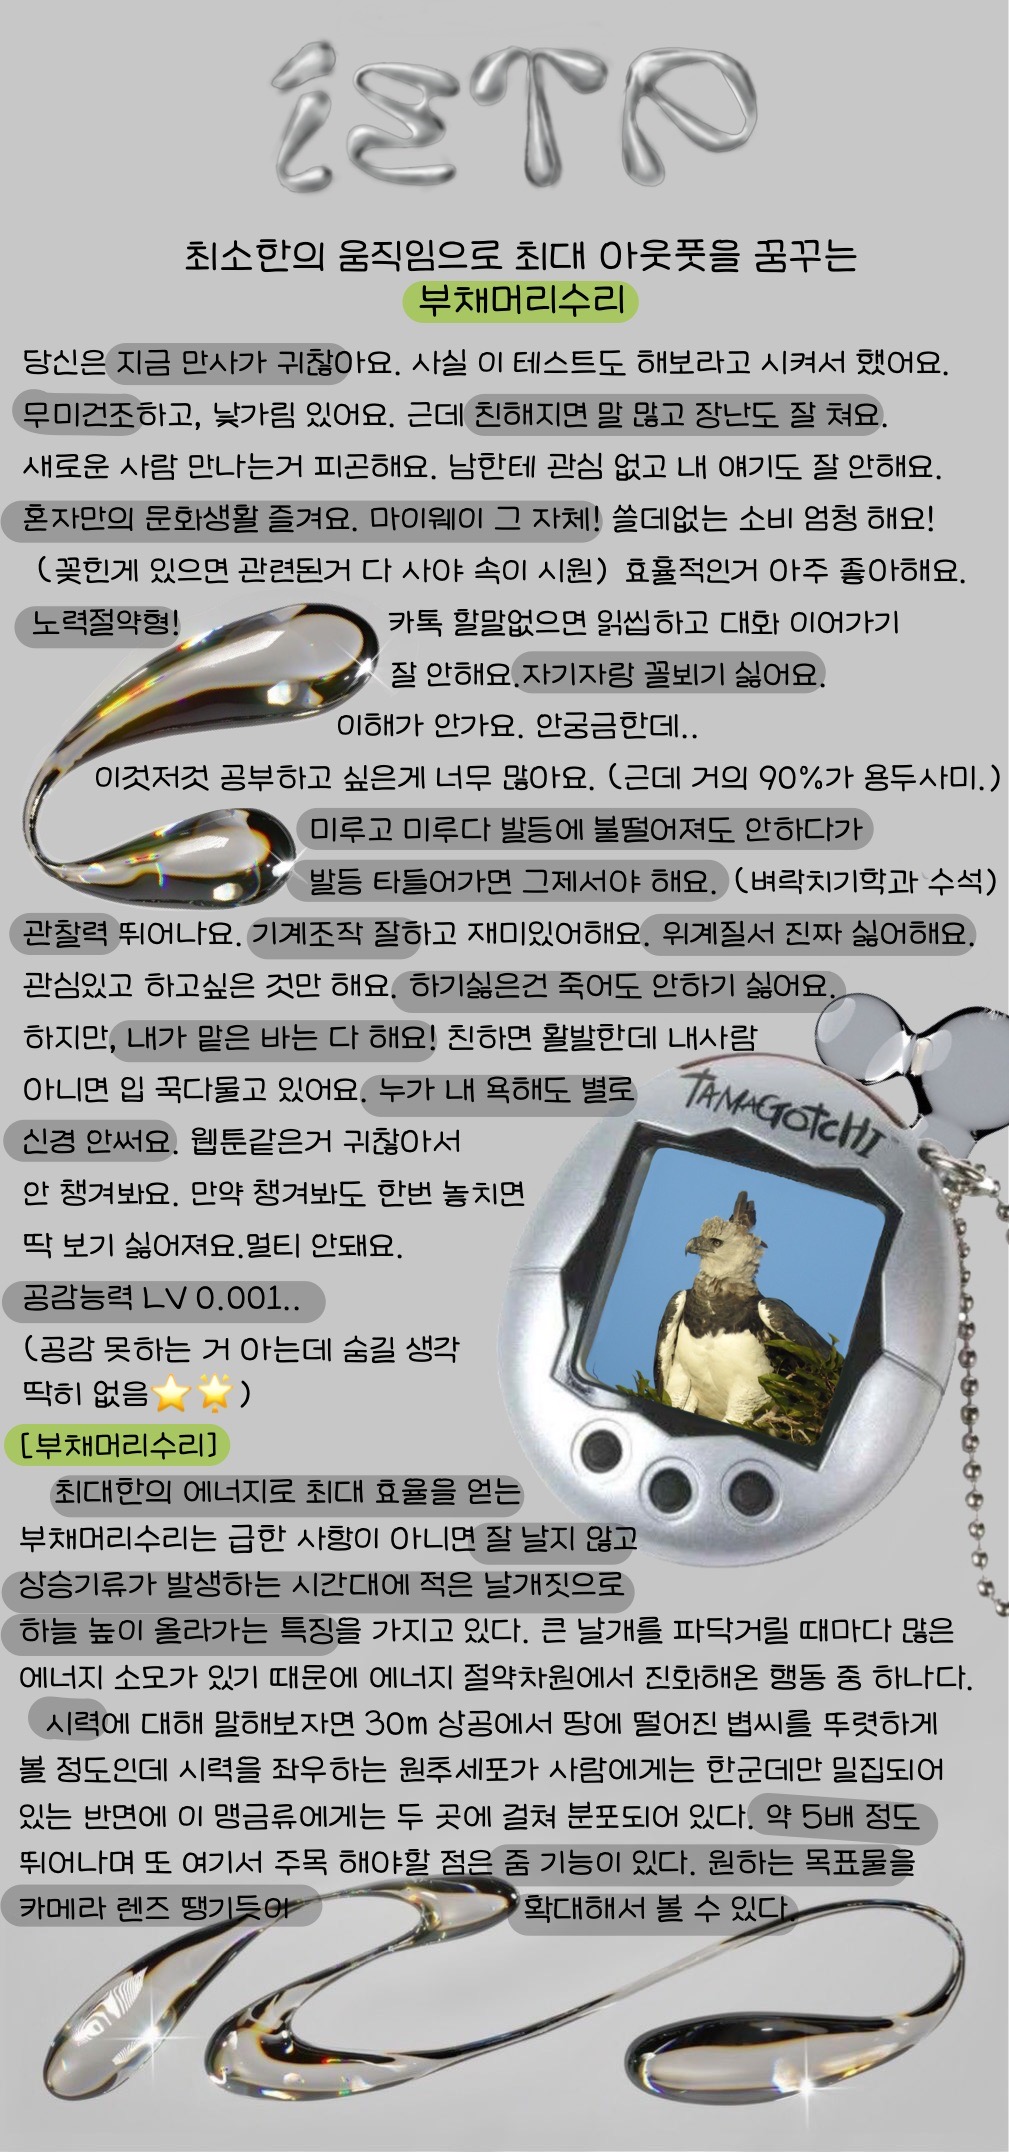 iSTP
최소한의 움직임으로 최대 아웃풋을 꿈꾸는
부채머리수리
당신은 지금 만사가 귀찮아요. 사실 이 테스트도 해보라고 시켜서 했어요.
무미건조하고, 낯가림 있어요. 근데 친해지면 말 많고 장난도 잘 쳐요.
새로운 사람 만나는거 피곤해요. 남한테 관심 없고 내 얘기도 잘 안해요.
혼자만의 문화생활 즐겨요. 마이웨이 그 자체! 쓸데없는 소비 엄청 해요!
(꽂힌게 있으면 관련된거 다 사야 속이 시원) 효휼적인거 아주 좋아해요.
노력절약형! 카톡 할말없으면 읽씹하고 대화 이어가기
잘 안해요.자기자랑 꼴뵈기 싫어요.
이해가 안가요. 안궁금한데..
이것저것 공부하고 싶은게 너무 많아요. (근데 거의 90%가 용두사미.)
미루고 미루다 발등에 불떨어져도 안하다가
발등 타들어가면 그제서야 해요. (벼락치기학과 수석)
관찰력 뛰어나요. 기계조작 잘하고 재미있어해요. 위계질서 진짜 싫어해요.
관심있고 하고싶은 것만 해요. 하기싫은건 죽어도 안하기 싫어요.
하지만, 내가 맡은 바는 다 해요! 친하면 활발한데 내사람
아니면 입 꾹다물고 있어요. 누가 내 욕해도 별로
신경 안써요. 웹툰같은거 귀찮아서
안 챙겨봐요. 만약 챙겨봐도 한번 놓치면
딱 보기 싫어져요.멀티 안돼요.
공감능력 LV 0.001..
(공감 못하는 거 아는데 숨길 생각
딱히 없음⭐🌟)
[부채머리수리]
최대한의 에너지로 최대 효율을 얻는
부채머리수리는 급한 사항이 아니면 잘 날지 않고
상승기류가 발생하는 시간대에 적은 날개짓으로
하늘 높이 올라가는 특징을 가지고 있다. 큰 날개를 파닥거릴 때마다 많은
에너지 소모가 있기 때문에 에너지 절약차원에서 진화해온 행동 중 하나다.
시력에 대해 말해보자면 30m 상공에서 땅에 떨어진 볍씨를 뚜렷하게
볼 정도인데 시력을 좌우하는 원추세포가 사람에게는 한군데만 밀집되어
있는 반면에 이 맹금류에게는 두 곳에 걸쳐 분포되어 있다. 약 5배 정도
뛰어나며 또 여기서 주목 해야할 점은 줌 기능이 있다. 원하는 목표물을
카메라 렌즈 땡기듯이 확대해서 볼 수 있다.
TAMAGOTCHI